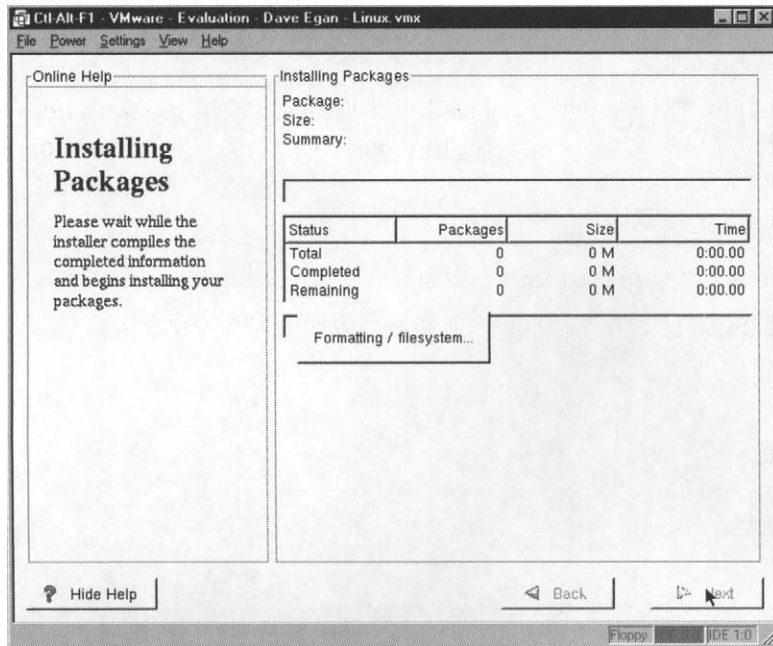 Ctl-Alt-F1 - VMware - Evaluation - Dave Egan - Linux.vmx
File Power Settings View Help
Online Help
Installing
Packages
Please wait while the
installer compiles the
completed information
and begins installing your
packages.
Installing Packages
Package:
Size:
Summary:
Status Packages Size Time
Total 0 0 M 0:00.00
Completed 0 0 M 0:00.00
Remaining 0 0 M 0:00.00
Formatting / filesystem...
? Hide Help
Back
Next
Floppy IDE 1:0